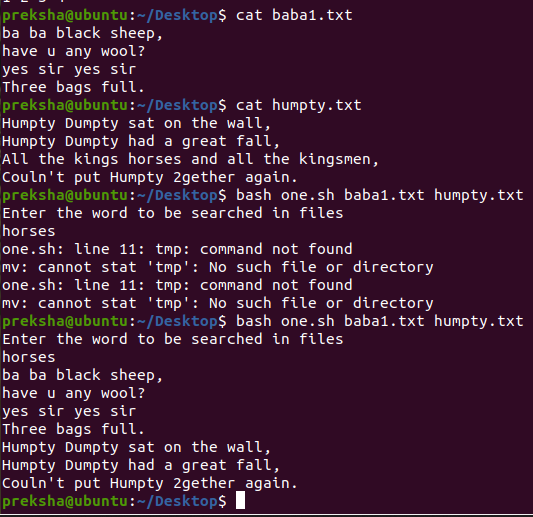 preksha@ubuntu:~/Desktop$ cat baba1.txt
ba ba black sheep,
have u any wool?
yes sir yes sir
Three bags full.
preksha@ubuntu:~/Desktop$ cat humpty.txt
Humpty Dumpty sat on the wall,
Humpty Dumpty had a great fall,
All the kings horses and all the kingsmen,
Couln't put Humpty 2gether again.
preksha@ubuntu:~/Desktop$ bash one.sh baba1.txt humpty.txt
Enter the word to be searched in files
horses
one.sh: line 11: tmp: command not found
mv: cannot stat 'tmp': No such file or directory
one.sh: line 11: tmp: command not found
mv: cannot stat 'tmp': No such file or directory
preksha@ubuntu:~/Desktop$ bash one.sh baba1.txt humpty.txt
Enter the word to be searched in files
horses
ba ba black sheep,
have u any wool?
yes sir yes sir
Three bags full.
Humpty Dumpty sat on the wall,
Humpty Dumpty had a great fall,
Couln't put Humpty 2gether again.
preksha@ubuntu:~/Desktop$